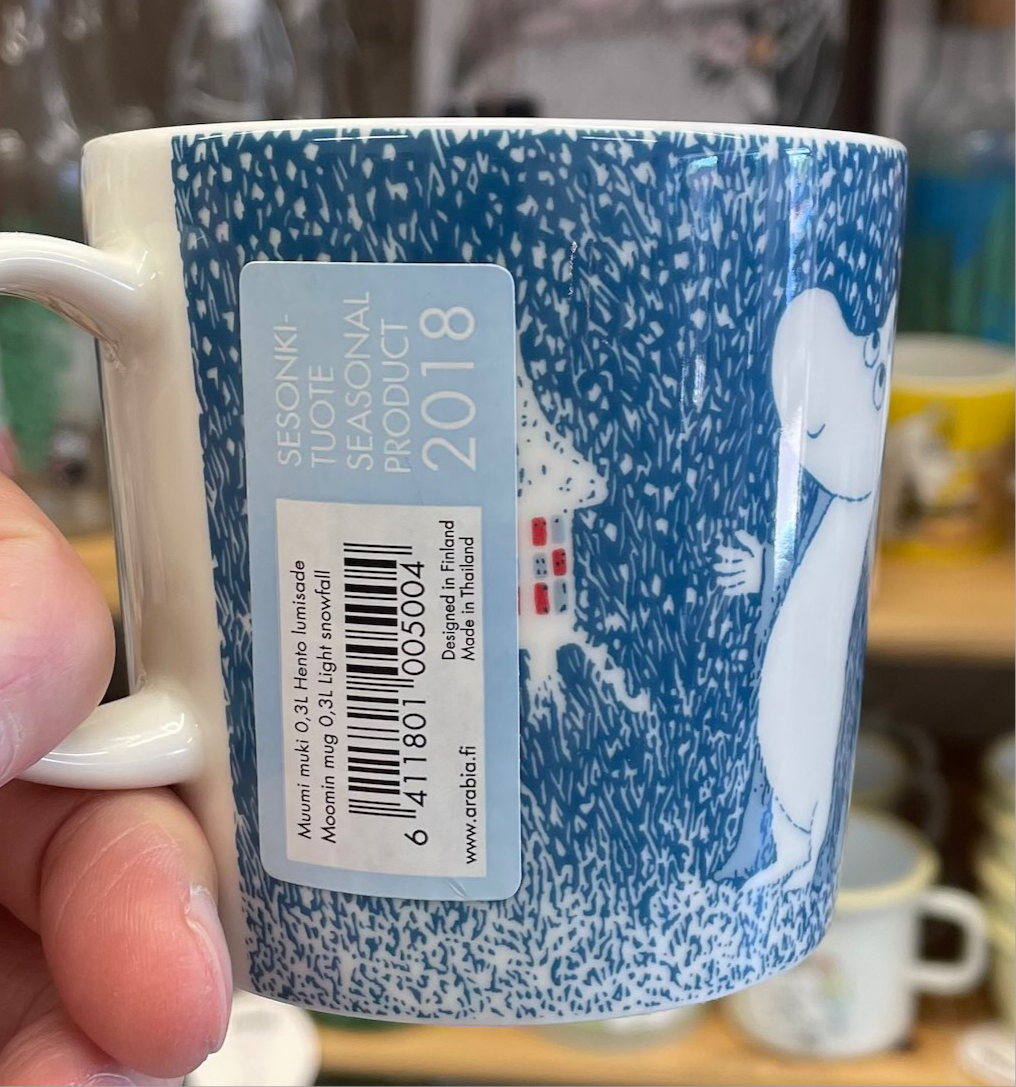 SESONKI-
TUOTE
SEASONAL
PRODUCT
2018
Muumi muki 0,3L Hento lumisade
Moomin mug 0,3L Light snowfall
6 411801 005004
Designed in Finland
Made in Thailand
www.arabia.fi